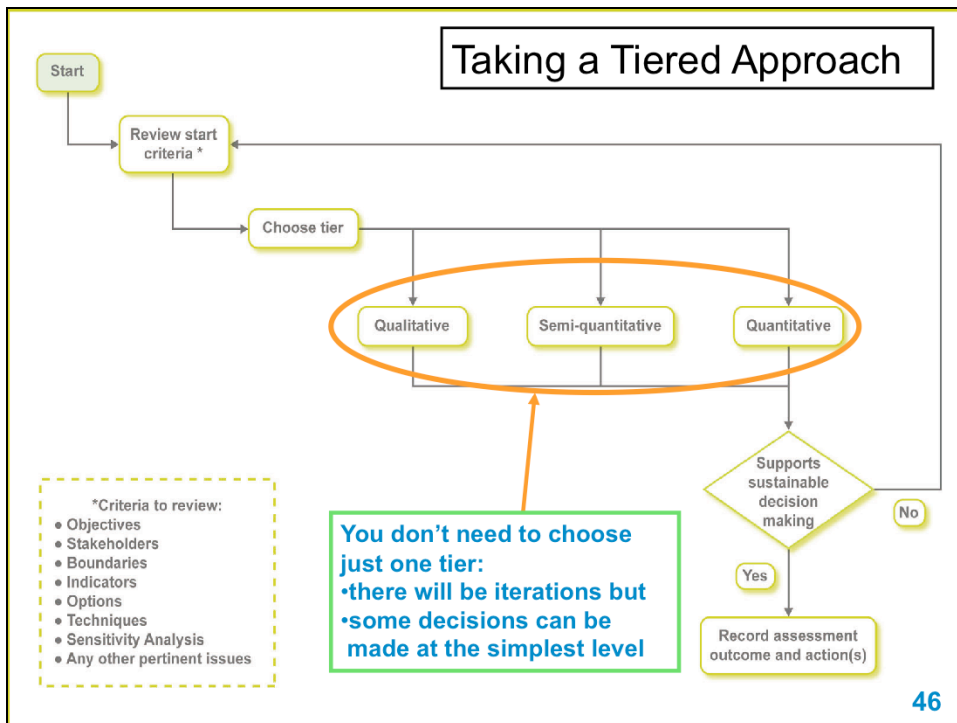 Taking a Tiered Approach
Start
Review start
criteria *
Choose tier
Qualitative
Semi-quantitative
Quantitative
Supports
sustainable
decision
making
No
Yes
Record assessment
outcome and action(s)
*Criteria to review:
● Objectives
● Stakeholders
● Boundaries
● Indicators
● Options
● Techniques
● Sensitivity Analysis
● Any other pertinent issues
You don’t need to choose
just one tier:
•there will be iterations but
•some decisions can be
made at the simplest level
46